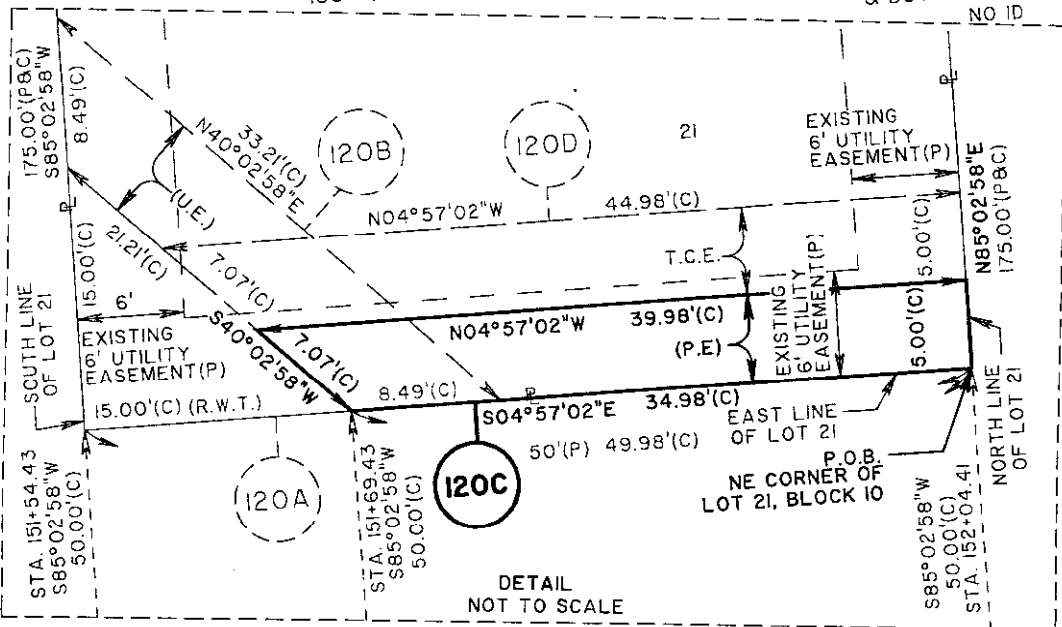 NO ID
175.00'(P&C)
S85°02'58"W
8.49'(C)
33.21'(C)
N40°02'58"E
120B
120D
21
EXISTING
6' UTILITY
EASEMENT(P)
N85°02'58"E
175.00'(P&C)
(U.E.)
N04°57'02"W 44.98'(C)
21.21'(C)
7.07'(C)
T.C.E.
5.00'(C)
15.00'(C)
6'
S40°02'58"W
N04°57'02"W 39.98'(C)
(P.E)
EXISTING
6' UTILITY
EASEMENT(P)
5.00'(C)
SOUTH LINE
OF LOT 21
EXISTING
6' UTILITY
EASEMENT(P)
7.07'(C)
15.00'(C) (R.W.T.)
8.49'(C)
S04°57'02"E 34.98'(C)
EAST LINE
OF LOT 21
50'(P) 49.98'(C)
P.O.B.
NE CORNER OF
LOT 21, BLOCK 10
NORTH LINE
OF LOT 21
120A
120C
STA. 151+54.43
S85°02'58"W
50.00'(C)
STA. 151+69.43
S85°02'58"W
50.00'(C)
S85°02'58"W
50.00'(C)
STA. 152+04.41
DETAIL
NOT TO SCALE